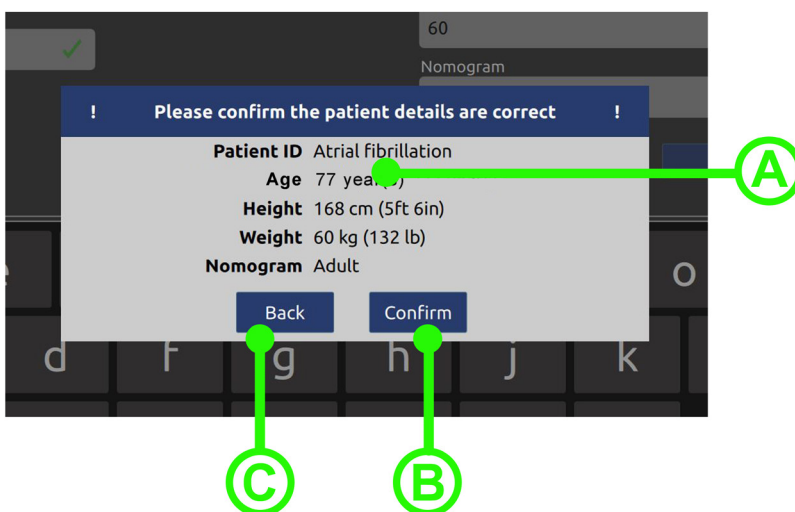 60
Nomogram
! Please confirm the patient details are correct !
Patient ID Atrial fibrillation
Age 77 year(s)
Height 168 cm (5ft 6in)
Weight 60 kg (132 lb)
Nomogram Adult
Back Confirm
A
o
d f g h j k
C B